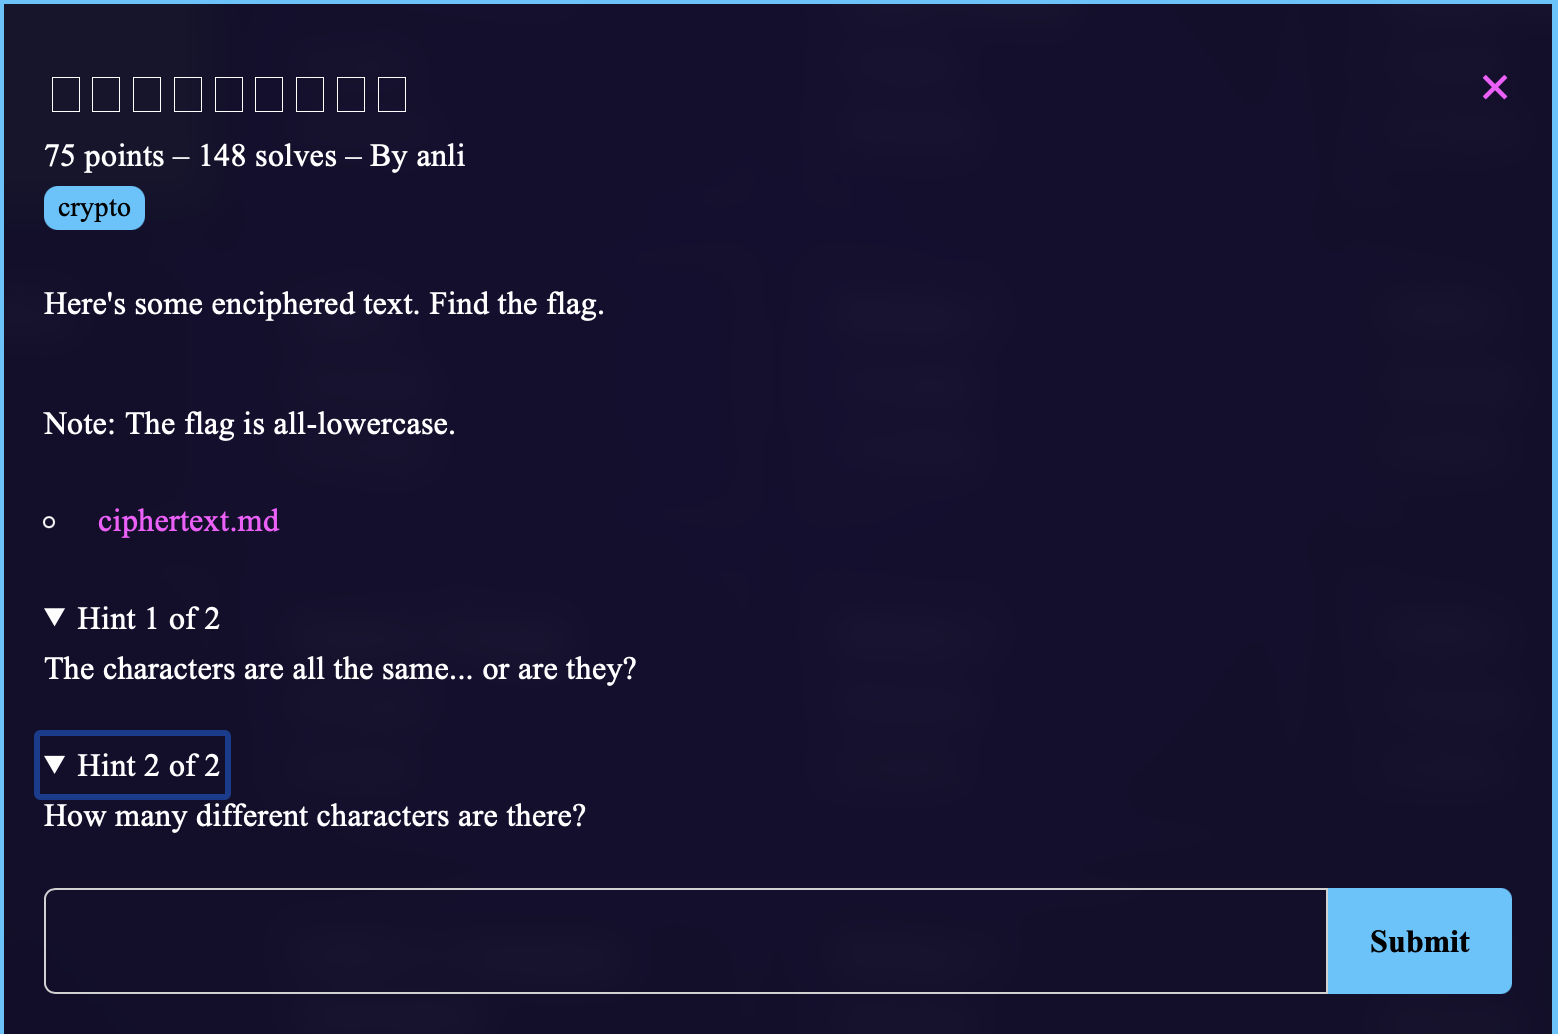 □□□□□□□□□
75 points – 148 solves – By anli
crypto
Here's some enciphered text. Find the flag.
Note: The flag is all-lowercase.
ciphertext.md
Hint 1 of 2
The characters are all the same... or are they?
Hint 2 of 2
How many different characters are there?
Submit